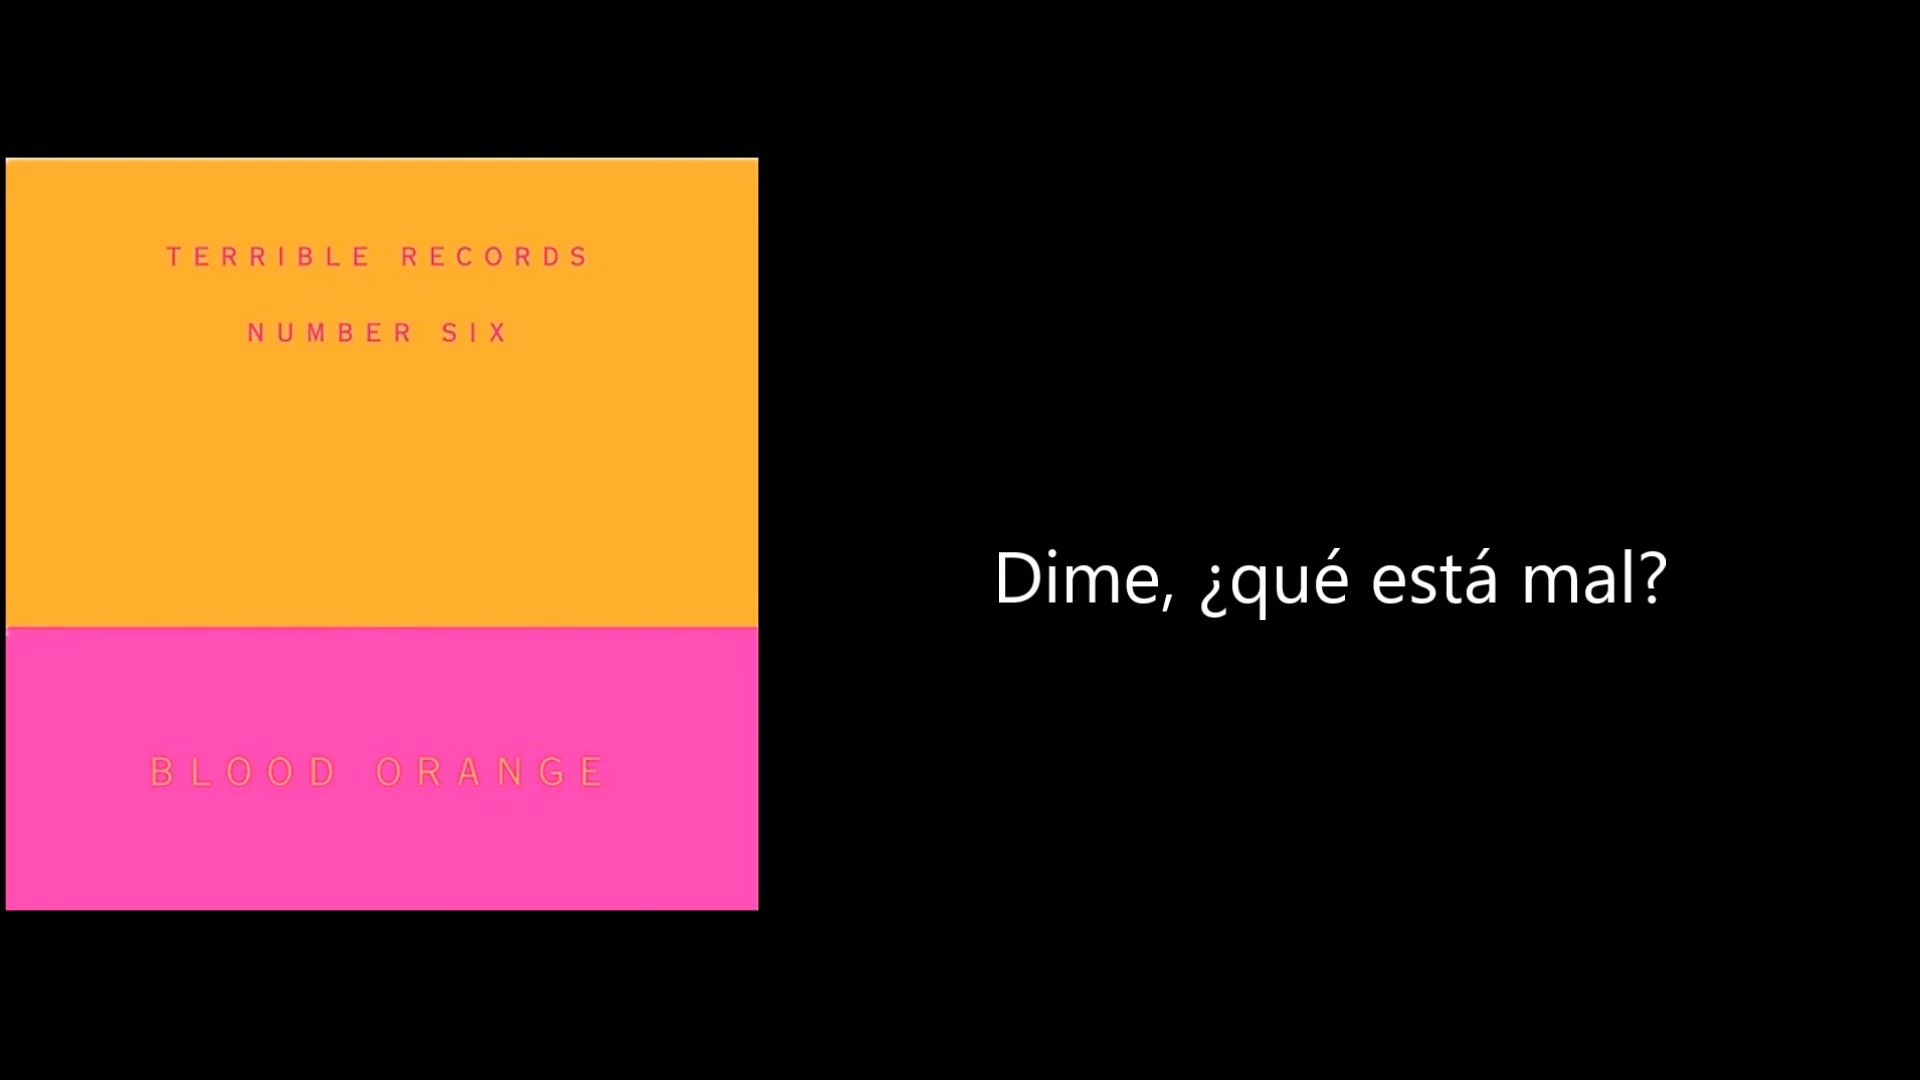 TERRIBLE RECORDS
NUMBER SIX
BLOOD ORANGE
Dime, ¿qué está mal?